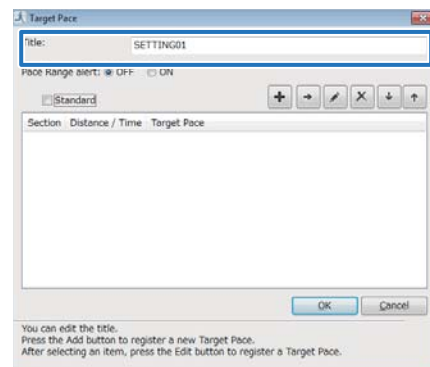 Target Pace
Title: SETTING01
Pace Range alert: OFF ON
Standard
Section Distance / Time Target Pace
OK Cancel
You can edit the title.
Press the Add button to register a new Target Pace.
After selecting an item, press the Edit button to register a Target Pace.